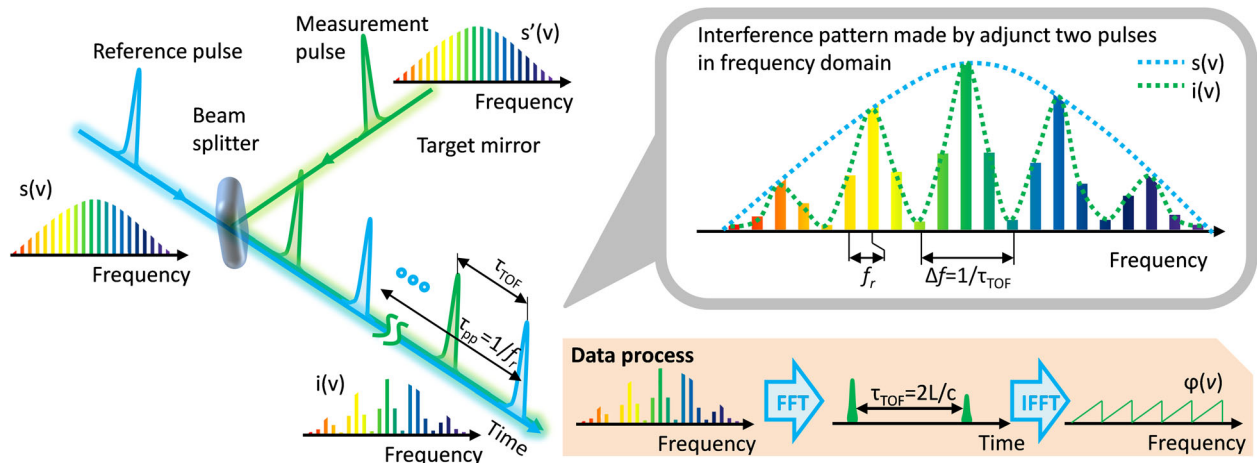 Reference pulse
Measurement
pulse
s'(v)
Frequency
Beam
splitter
Target mirror
s(v)
Frequency
τTOF
τpp=1/fr
i(v)
Frequency
Time
Interference pattern made by adjunct two pulses
in frequency domain
s(v)
i(v)
Frequency
fr
Δf=1/τTOF
Data process
Frequency
FFT
τTOF=2L/c
Time
IFFT
φ(v)
Frequency